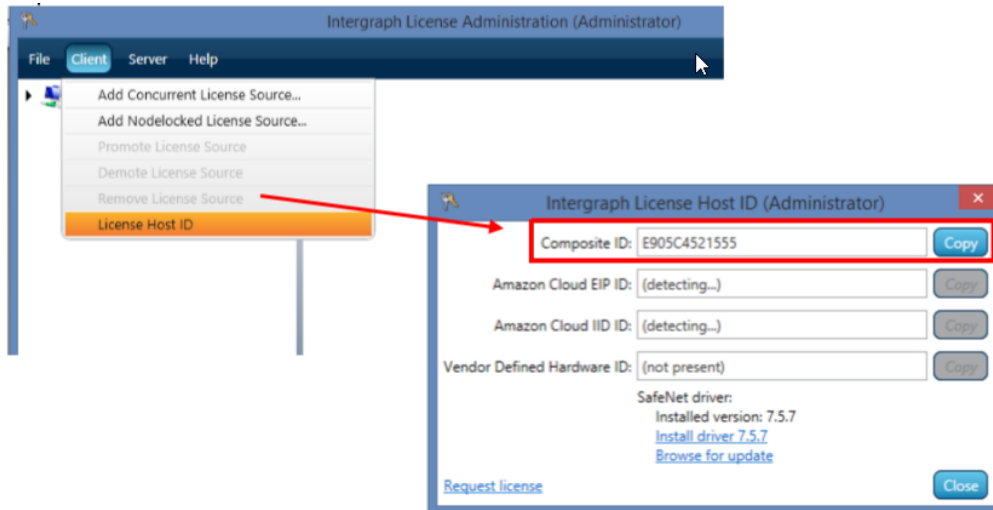 Intergraph License Administration (Administrator)
File Client Server Help
Add Concurrent License Source...
Add Nodelocked License Source...
Promote License Source
Demote License Source
Remove License Source
License Host ID
Intergraph License Host ID (Administrator)
Composite ID: E905C4521555 Copy
Amazon Cloud EIP ID: (detecting...) Copy
Amazon Cloud IID ID: (detecting...) Copy
Vendor Defined Hardware ID: (not present) Copy
SafeNet driver:
Installed version: 7.5.7
Install driver 7.5.7
Browse for update
Request license Close